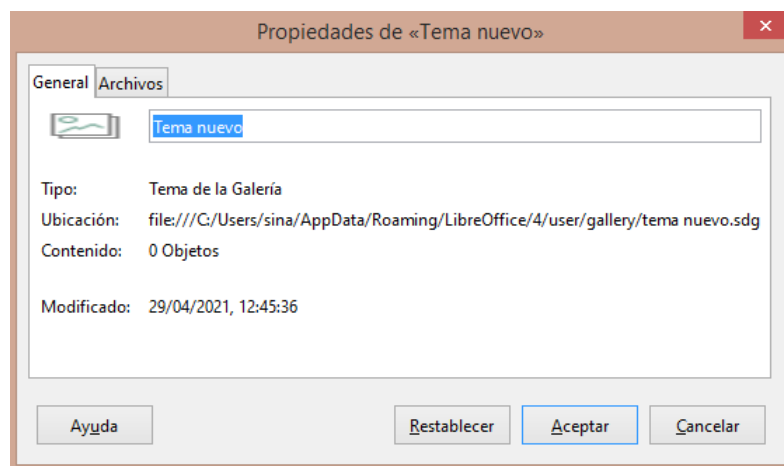 Propiedades de «Tema nuevo»
General Archivos
Tema nuevo
Tipo: Tema de la Galería
Ubicación: file:///C:/Users/sina/AppData/Roaming/LibreOffice/4/user/gallery/tema nuevo.sdg
Contenido: 0 Objetos
Modificado: 29/04/2021, 12:45:36
Ayuda Restablecer Aceptar Cancelar